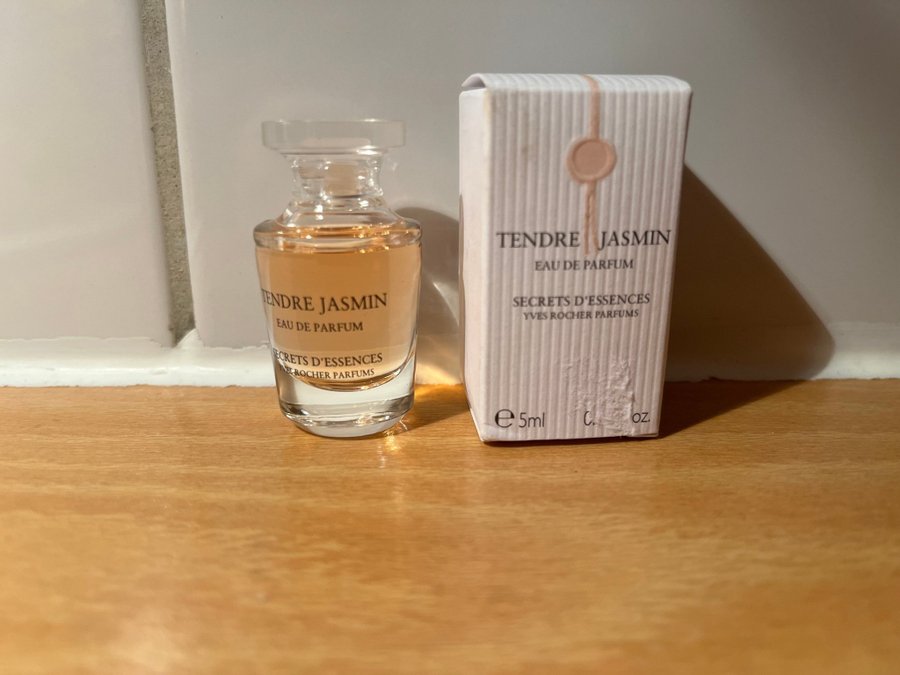 TENDRE JASMIN
EAU DE PARFUM
SECRETS D'ESSENCES
ROCHER PARFUMS
TENDRE JASMIN
EAU DE PARFUM
SECRETS D'ESSENCES
YVES ROCHER PARFUMS
℮ 5ml oz.